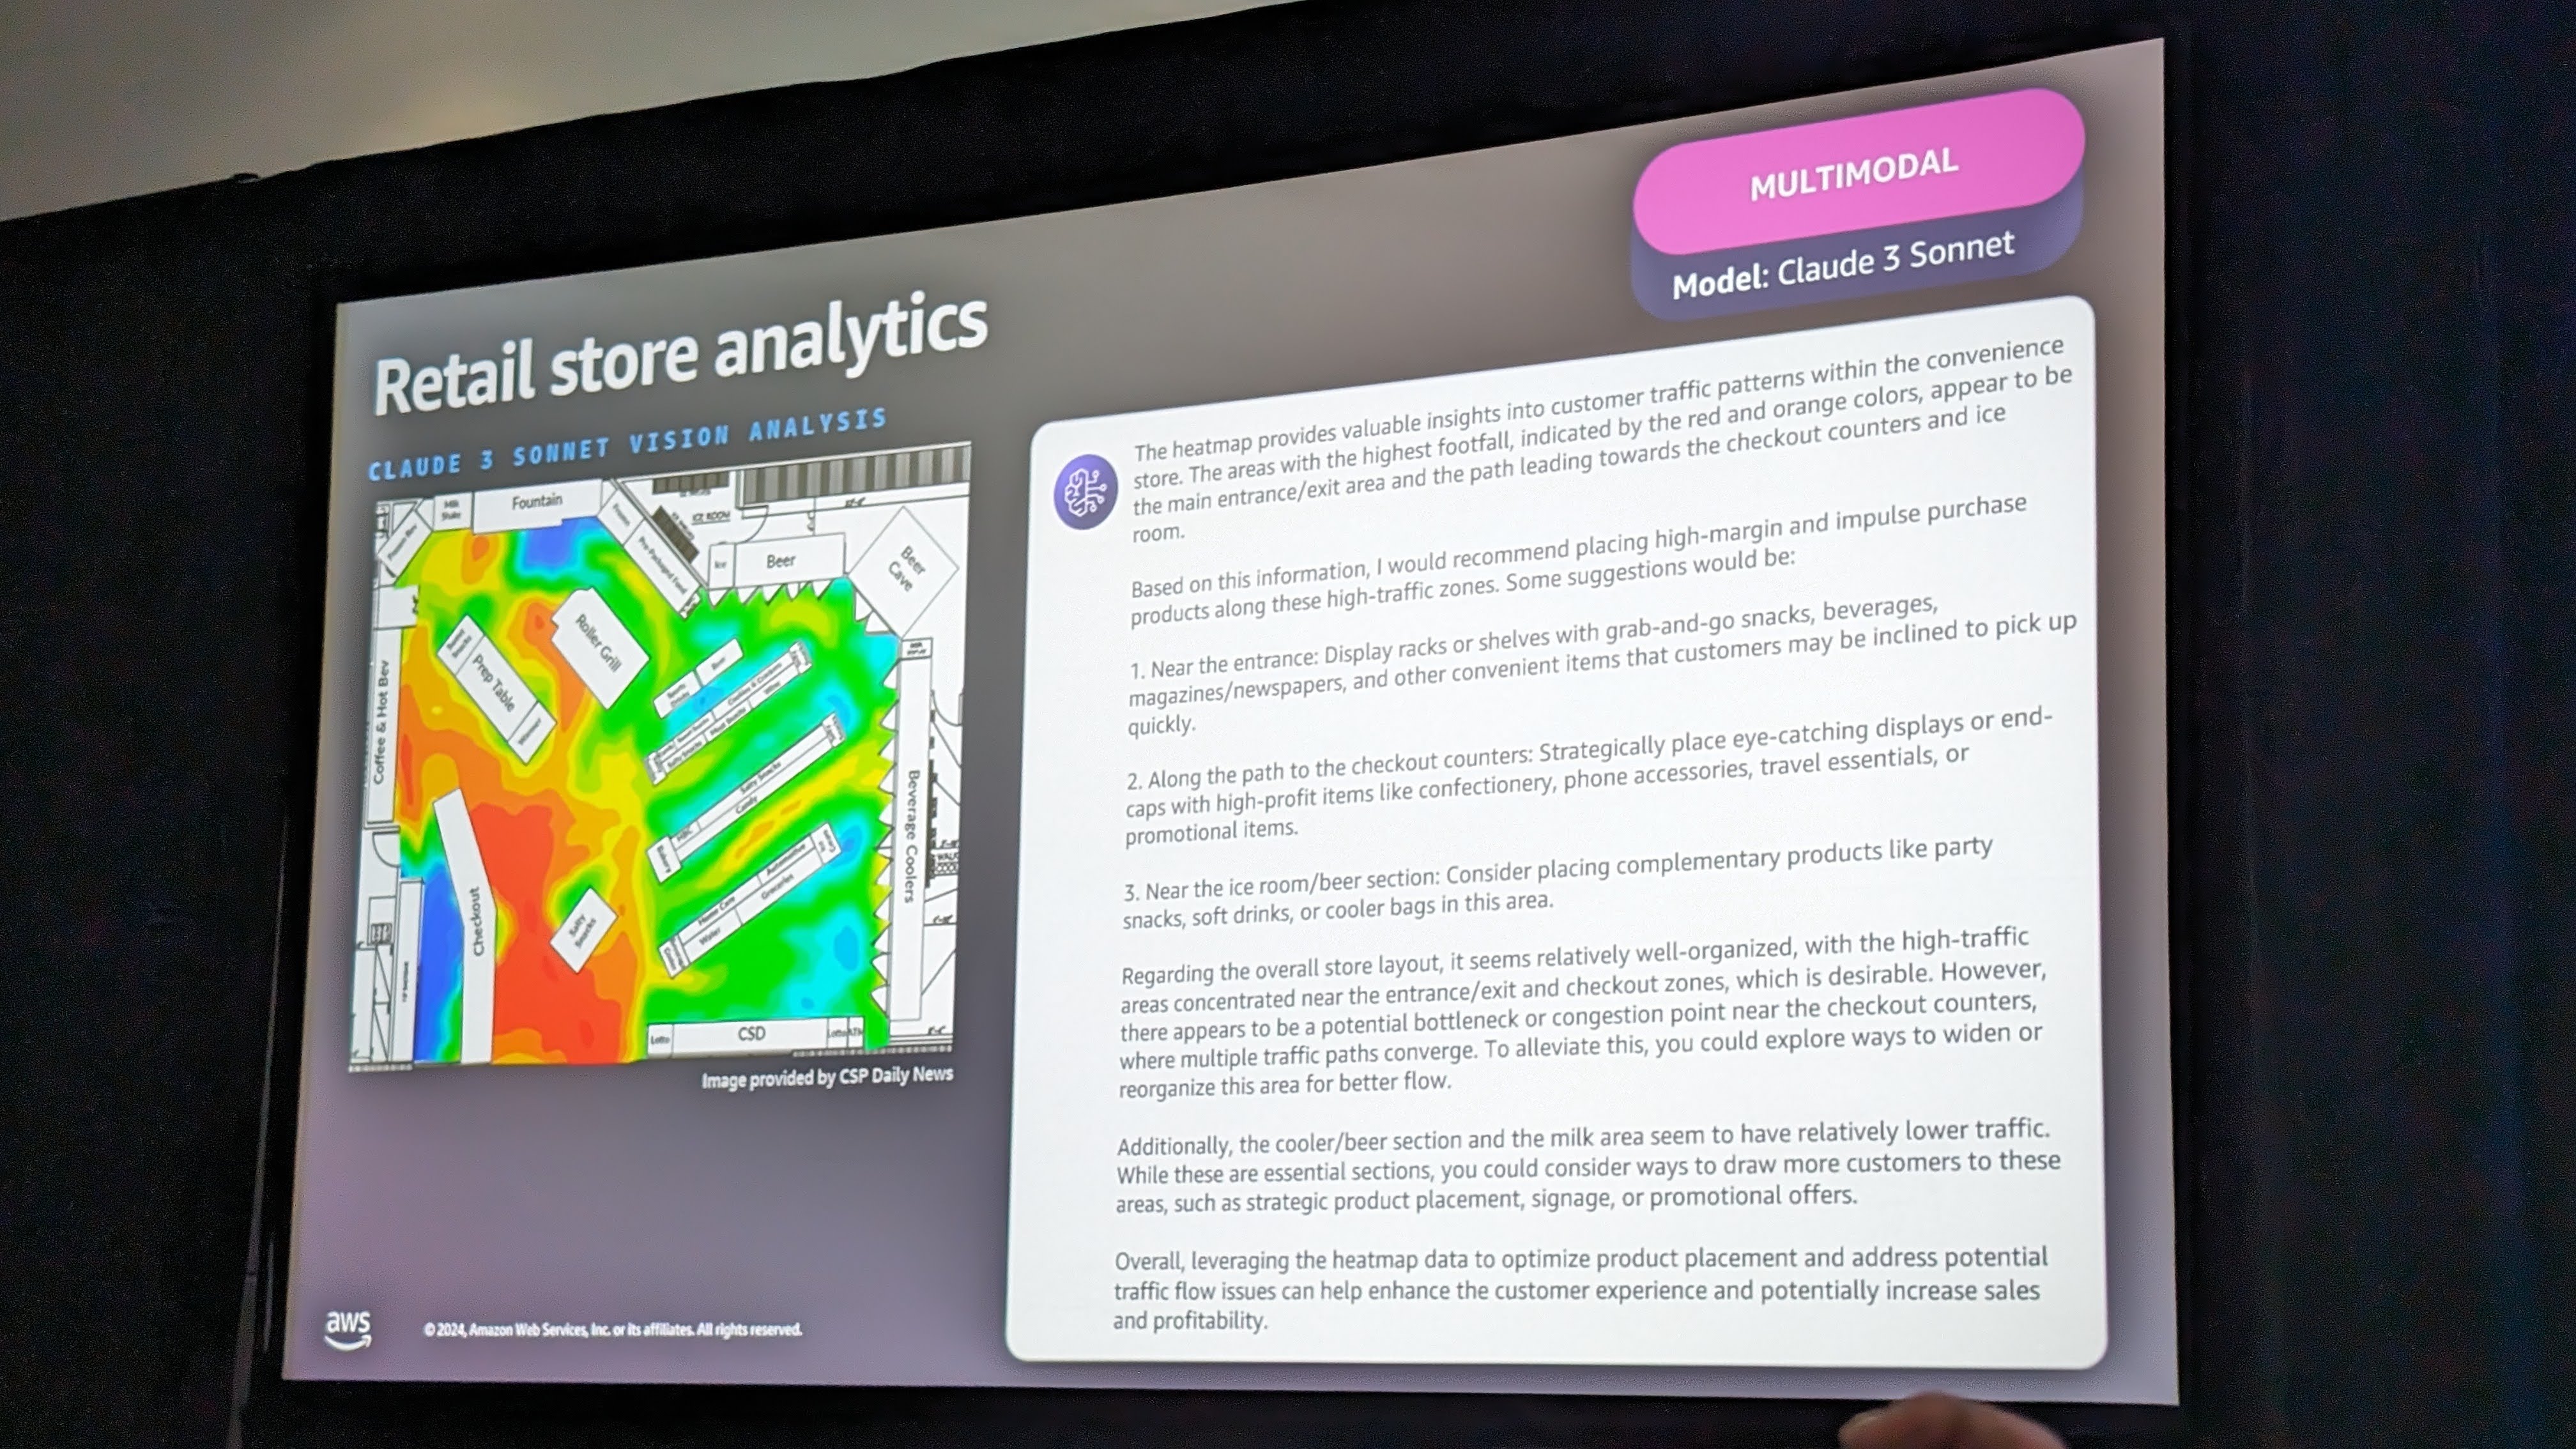 MULTIMODAL
Model: Claude 3 Sonnet
Retail store analytics
CLAUDE 3 SONNET VISION ANALYSIS
Fountain
ICE ROOM
Ice
Beer
Beer Cave
Pre-Packaged Food
Roller Grill
Prep Table
Coffee & Hot Bev
Beer
Salty Snacks
Candy
Bakery
Automotive
Groceries
Home Care
Water
Salty
Snacks
Checkout
Beverage Coolers
Lotto
CSD
Image provided by CSP Daily News
The heatmap provides valuable insights into customer traffic patterns within the convenience
store. The areas with the highest footfall, indicated by the red and orange colors, appear to be
the main entrance/exit area and the path leading towards the checkout counters and ice
room.
Based on this information, I would recommend placing high-margin and impulse purchase
products along these high-traffic zones. Some suggestions would be:
1. Near the entrance: Display racks or shelves with grab-and-go snacks, beverages,
magazines/newspapers, and other convenient items that customers may be inclined to pick up
quickly.
2. Along the path to the checkout counters: Strategically place eye-catching displays or end-
caps with high-profit items like confectionery, phone accessories, travel essentials, or
promotional items.
3. Near the ice room/beer section: Consider placing complementary products like party
snacks, soft drinks, or cooler bags in this area.
Regarding the overall store layout, it seems relatively well-organized, with the high-traffic
areas concentrated near the entrance/exit and checkout zones, which is desirable. However,
there appears to be a potential bottleneck or congestion point near the checkout counters,
where multiple traffic paths converge. To alleviate this, you could explore ways to widen or
reorganize this area for better flow.
Additionally, the cooler/beer section and the milk area seem to have relatively lower traffic.
While these are essential sections, you could consider ways to draw more customers to these
areas, such as strategic product placement, signage, or promotional offers.
Overall, leveraging the heatmap data to optimize product placement and address potential
traffic flow issues can help enhance the customer experience and potentially increase sales
and profitability.
aws
© 2024, Amazon Web Services, Inc. or its affiliates. All rights reserved.